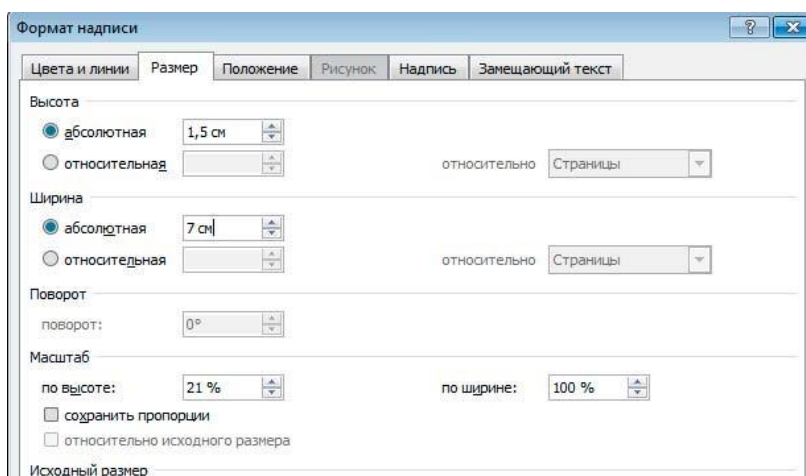 Формат надписи
Цвета и линии Размер Положение Рисунок Надпись Замещающий текст
Высота
абсолютная 1,5 см
относительная относительно Страницы
Ширина
абсолютная 7 см
относительная относительно Страницы
Поворот
поворот: 0°
Масштаб
по высоте: 21 % по ширине: 100 %
сохранить пропорции
относительно исходного размера
Исходный размер